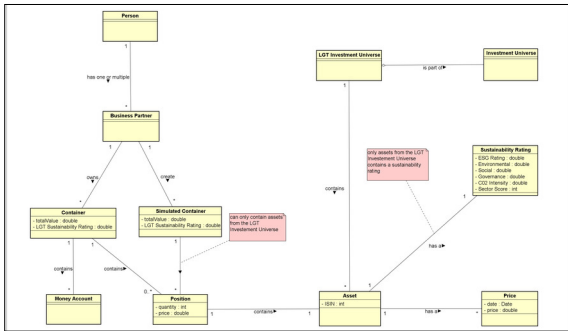 Person
1
has one or multiple
*
Business Partner
1
1
owns
create
*
*
Container
- totalValue : double
- LGT Sustainability Rating : double
Simulated Container
- totalValue : double
- LGT Sustainability Rating : double
can only contain assets
from the LGT
Investement Universe
1
1
1
contains
contains
*
0..*
*
Money Account
Position
- quantity : int
- price : double
1
contains
1
LGT Investment Universe
is part of
Investment Universe
1
only assets from the LGT
Investement Universe
contains a sustainability
rating
Sustainability Rating
- ESG Rating : double
- Environmental : double
- Social : double
- Governance : double
- C02 Intensity : double
- Sector Score : int
1
contains
has a
*
1
Asset
- ISIN : int
1
has a
*
Price
- date : Date
- price : double